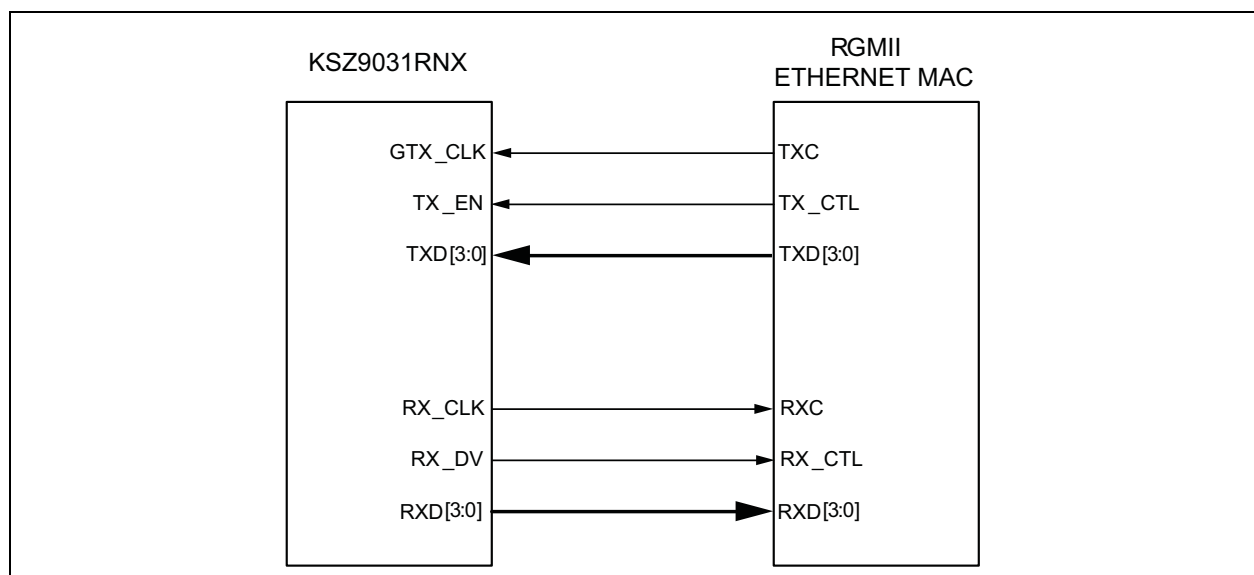 KSZ9031RNX
RGMII
ETHERNET MAC
GTX_CLK
TXC
TX_EN
TX_CTL
TXD[3:0]
TXD[3:0]
RX_CLK
RXC
RX_DV
RX_CTL
RXD[3:0]
RXD[3:0]